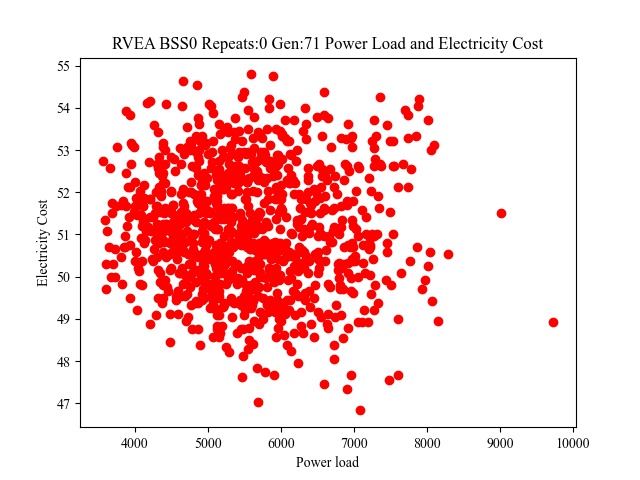 RVEA BSS0 Repeats:0 Gen:71 Power Load and Electricity Cost
55
54
53
52
51
50
49
48
47
Electricity Cost
4000 5000 6000 7000 8000 9000 10000
Power load